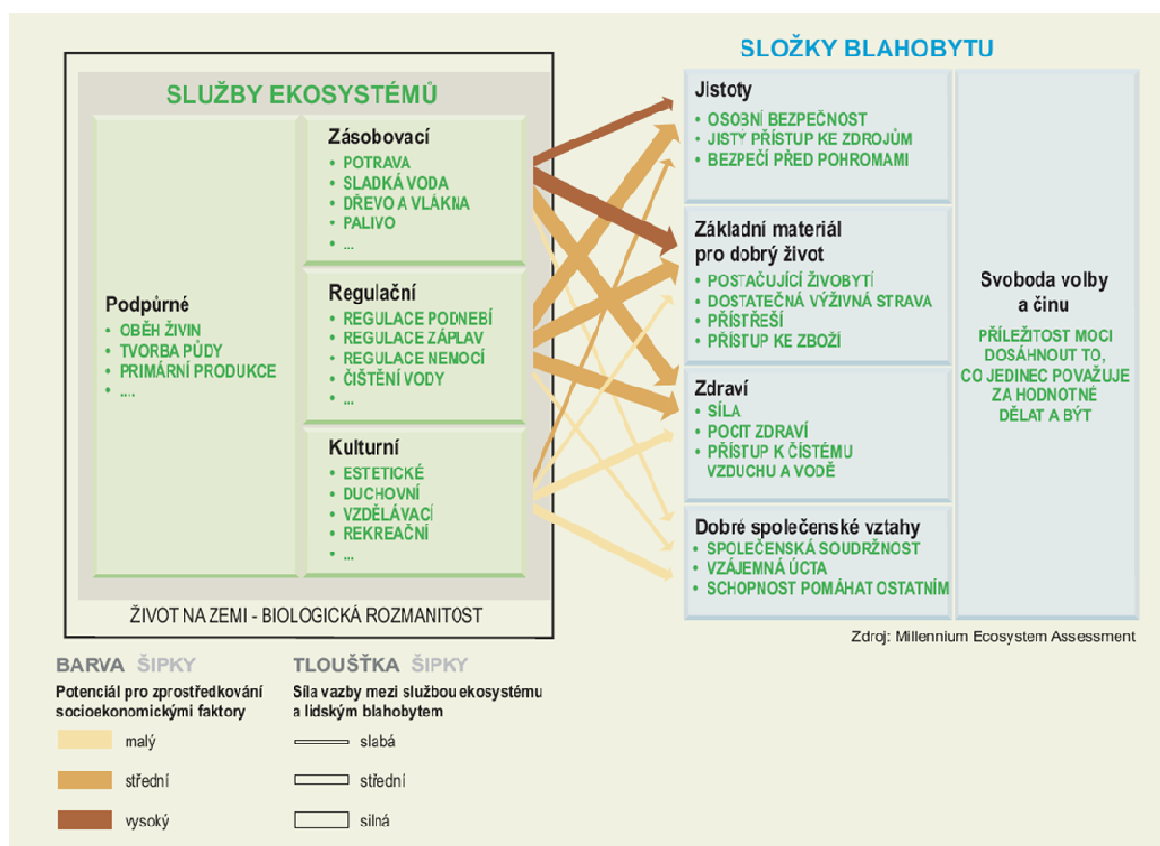 SLOŽKY BLAHOBYTU
SLUŽBY EKOSYSTÉMŮ
Podpůrné
• OBĚH ŽIVIN
• TVORBA PŮDY
• PRIMÁRNÍ PRODUKCE
• ....
Zásobovací
• POTRAVA
• SLADKÁ VODA
• DŘEVO A VLÁKNA
• PALIVO
• ...
Regulační
• REGULACE PODNEBÍ
• REGULACE ZÁPLAV
• REGULACE NEMOCÍ
• ČIŠTĚNÍ VODY
• ...
Kulturní
• ESTETICKÉ
• DUCHOVNÍ
• VZDĚLÁVACÍ
• REKREAČNÍ
• ...
ŽIVOT NA ZEMI - BIOLOGICKÁ ROZMANITOST
Jistoty
• OSOBNÍ BEZPEČNOST
• JISTÝ PŘÍSTUP KE ZDROJŮM
• BEZPEČÍ PŘED POHROMAMI
Základní materiál
pro dobrý život
• POSTAČUJÍCÍ ŽIVOBYTÍ
• DOSTATEČNÁ VÝŽIVNÁ STRAVA
• PŘÍSTŘEŠÍ
• PŘÍSTUP KE ZBOŽÍ
Zdraví
• SÍLA
• POCIT ZDRAVÍ
• PŘÍSTUP K ČÍSTÉMU
VZDUCHU A VODĚ
Dobré společenské vztahy
• SPOLEČENSKÁ SOUDRŽNOST
• VZÁJEMNÁ ÚCTA
• SCHOPNOST POMÁHAT OSTATNÍM
Svoboda volby
a činu
PŘÍLEŽITOST MOCI
DOSÁHNOUT TO,
CO JEDINEC POVAŽUJE
ZA HODNOTNÉ
DĚLAT A BÝT
Zdroj: Millennium Ecosystem Assessment
BARVA ŠIPKY
Potenciál pro zprostředkování
socioekonomickými faktory
malý
střední
vysoký
TLOUŠŤKA ŠIPKY
Síla vazby mezi službou ekosystému
a lidským blahobytem
slabá
střední
silná